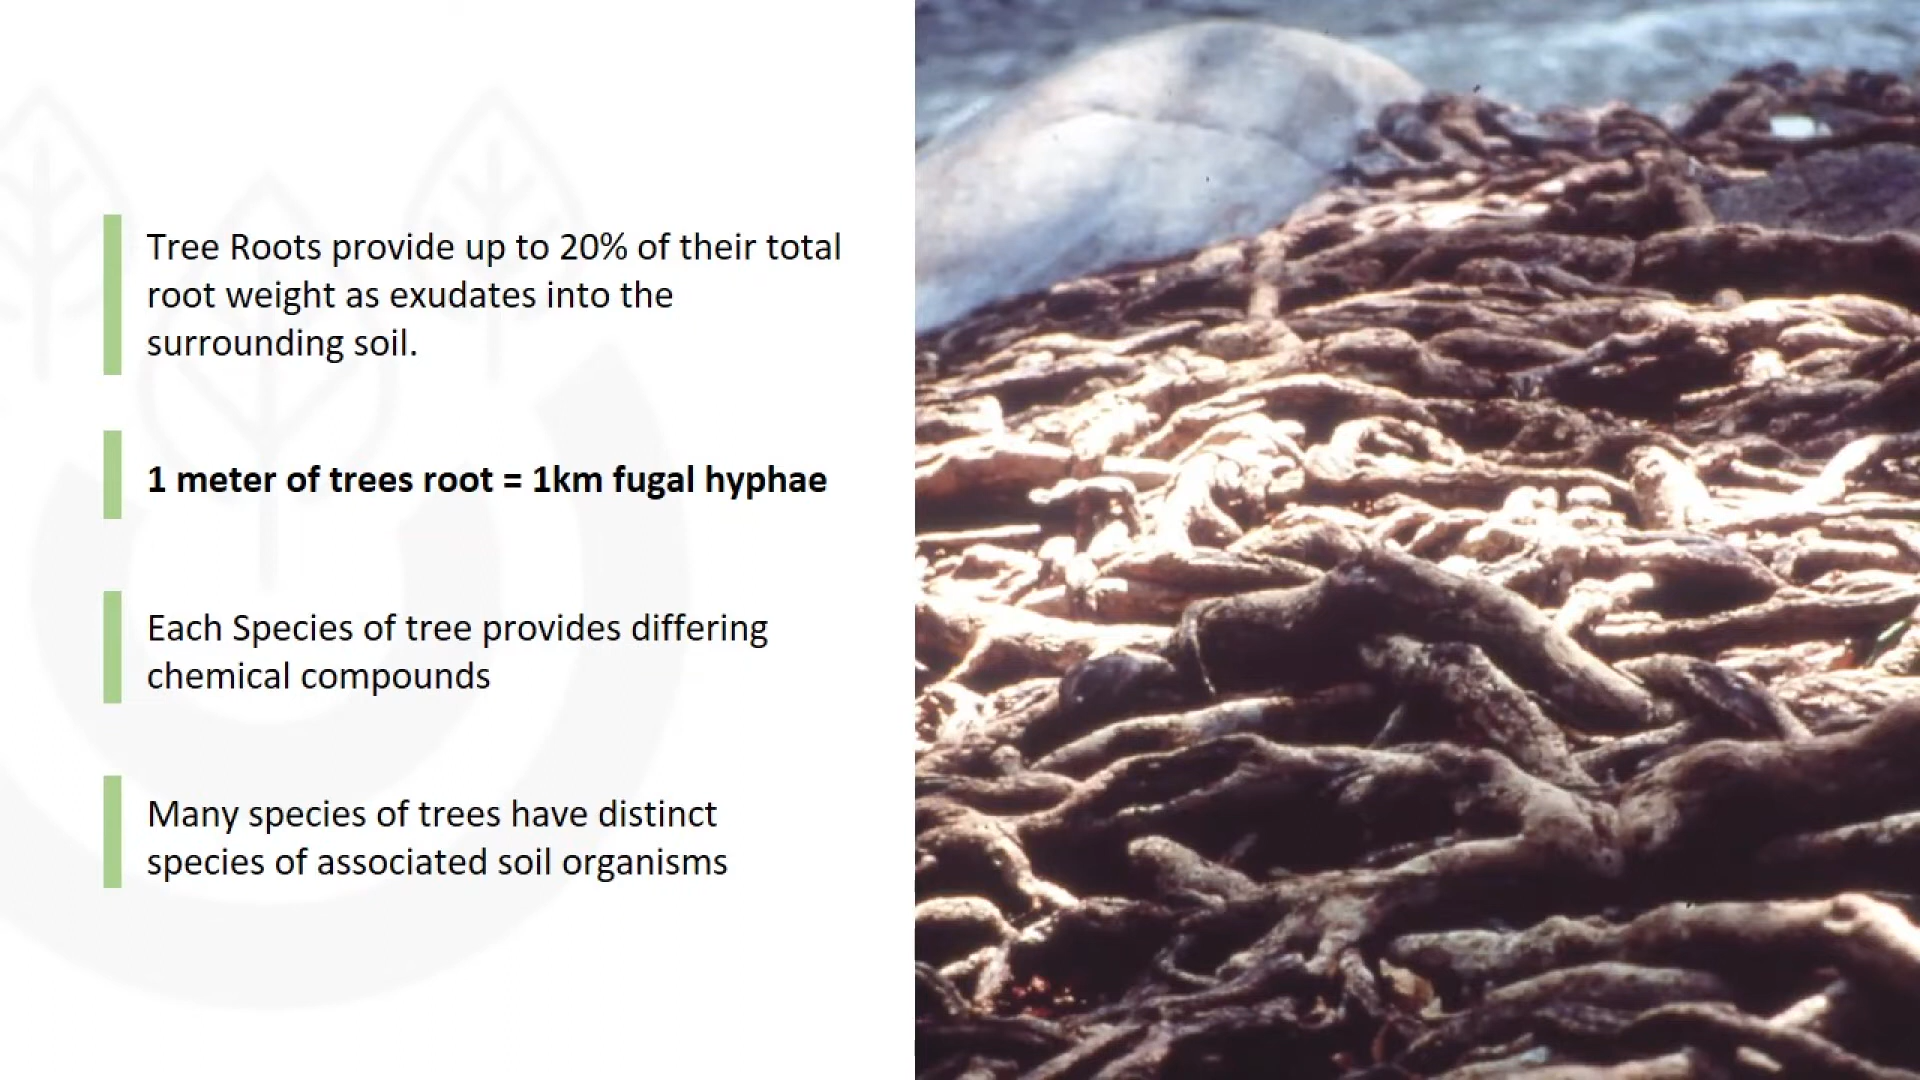 Tree Roots provide up to 20% of their total
root weight as exudates into the
surrounding soil.
1 meter of trees root = 1km fugal hyphae
Each Species of tree provides differing
chemical compounds
Many species of trees have distinct
species of associated soil organisms